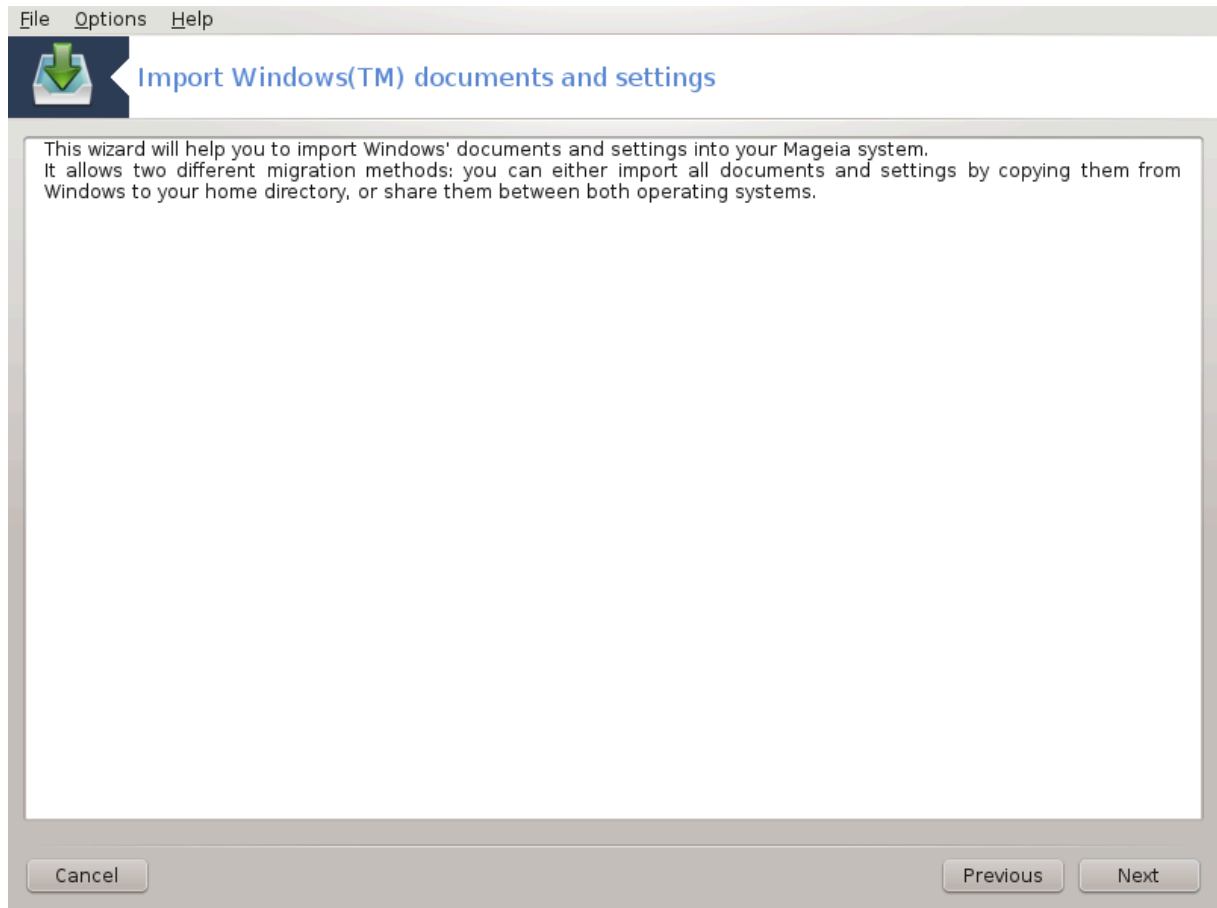 File Options Help
Import Windows(TM) documents and settings
This wizard will help you to import Windows' documents and settings into your Mageia system.
It allows two different migration methods: you can either import all documents and settings by copying them from
Windows to your home directory, or share them between both operating systems.
Cancel Previous Next